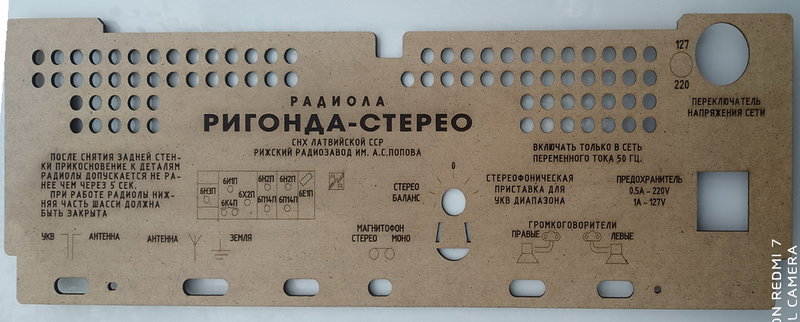 127
220
ПЕРЕКЛЮЧАТЕЛЬ
НАПРЯЖЕНИЯ СЕТИ
РАДИОЛА
РИГОНДА-СТЕРЕО
СНХ ЛАТВИЙСКОЙ ССР
РИЖСКИЙ РАДИОЗАВОД ИМ. А.С.ПОПОВА
ВКЛЮЧАТЬ ТОЛЬКО В СЕТЬ
ПЕРЕМЕННОГО ТОКА 50 ГЦ.
ПОСЛЕ СНЯТИЯ ЗАДНЕЙ СТЕН-
КИ ПРИКОСНОВЕНИЕ К ДЕТАЛЯМ
РАДИОЛЫ ДОПУСКАЕТСЯ НЕ РА-
НЕЕ ЧЕМ ЧЕРЕЗ 5 СЕК.
ПРИ РАБОТЕ РАДИОЛЫ НИЖ-
НЯЯ ЧАСТЬ ШАССИ ДОЛЖНА
БЫТЬ ЗАКРЫТА
6Н3П
6И1П
6К4П
6Х2П
6Н2П
6Н2П
6П14П
6П14П
6Е1П
0
СТЕРЕО
БАЛАНС
СТЕРЕОФОНИЧЕСКАЯ
ПРИСТАВКА ДЛЯ
УКВ ДИАПАЗОНА
ПРЕДОХРАНИТЕЛЬ
0.5А – 220V
1А – 127V
УКВ
АНТЕННА
АНТЕННА
ЗЕМЛЯ
МАГНИТОФОН
СТЕРЕО
МОНО
ГРОМКОГОВОРИТЕЛИ
ПРАВЫЕ
ЛЕВЫЕ
ON REDMI 7
L CAMERA